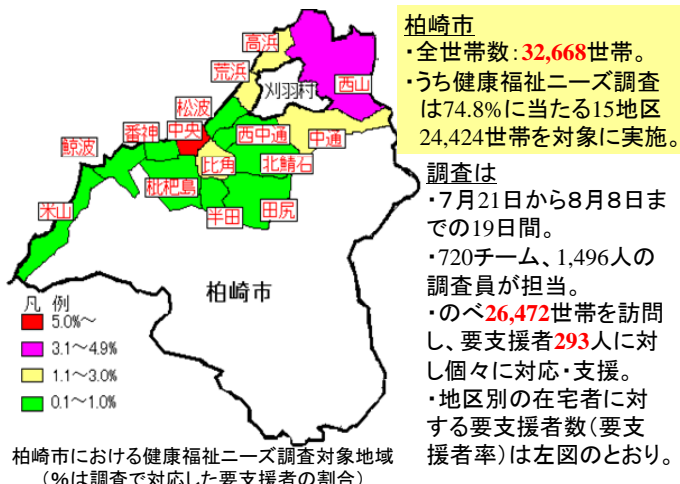 高浜
荒浜
刈羽村
西山
松波
番神
中央
西中通
中通
鯨波
比角
北鯖石
枇杷島
米山
半田
田尻
柏崎市
凡 例
5.0%～
3.1～4.9%
1.1～3.0%
0.1～1.0%
柏崎市における健康福祉ニーズ調査対象地域
（％は調査で対応した要支援者の割合）
柏崎市
・全世帯数：32,668世帯。
・うち健康福祉ニーズ調査
は74.8%に当たる15地区
24,424世帯を対象に実施。
調査は
・７月21日から８月８日ま
での19日間。
・720チーム、1,496人の
調査員が担当。
・のべ26,472世帯を訪問
し、要支援者293人に対
し個々に対応・支援。
・地区別の在宅者に対
する要支援者数（要支
援者率）は左図のとおり。